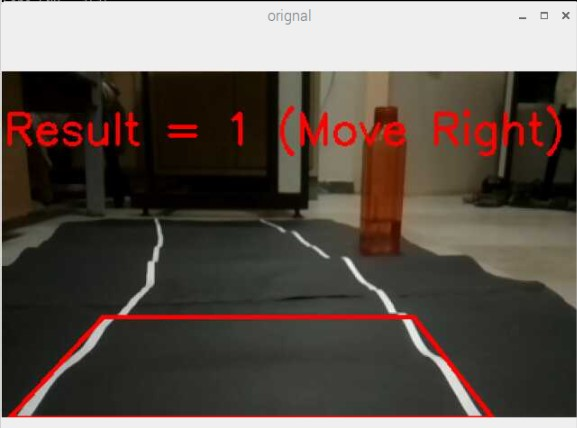 orignal
Result = 1 (Move Right)